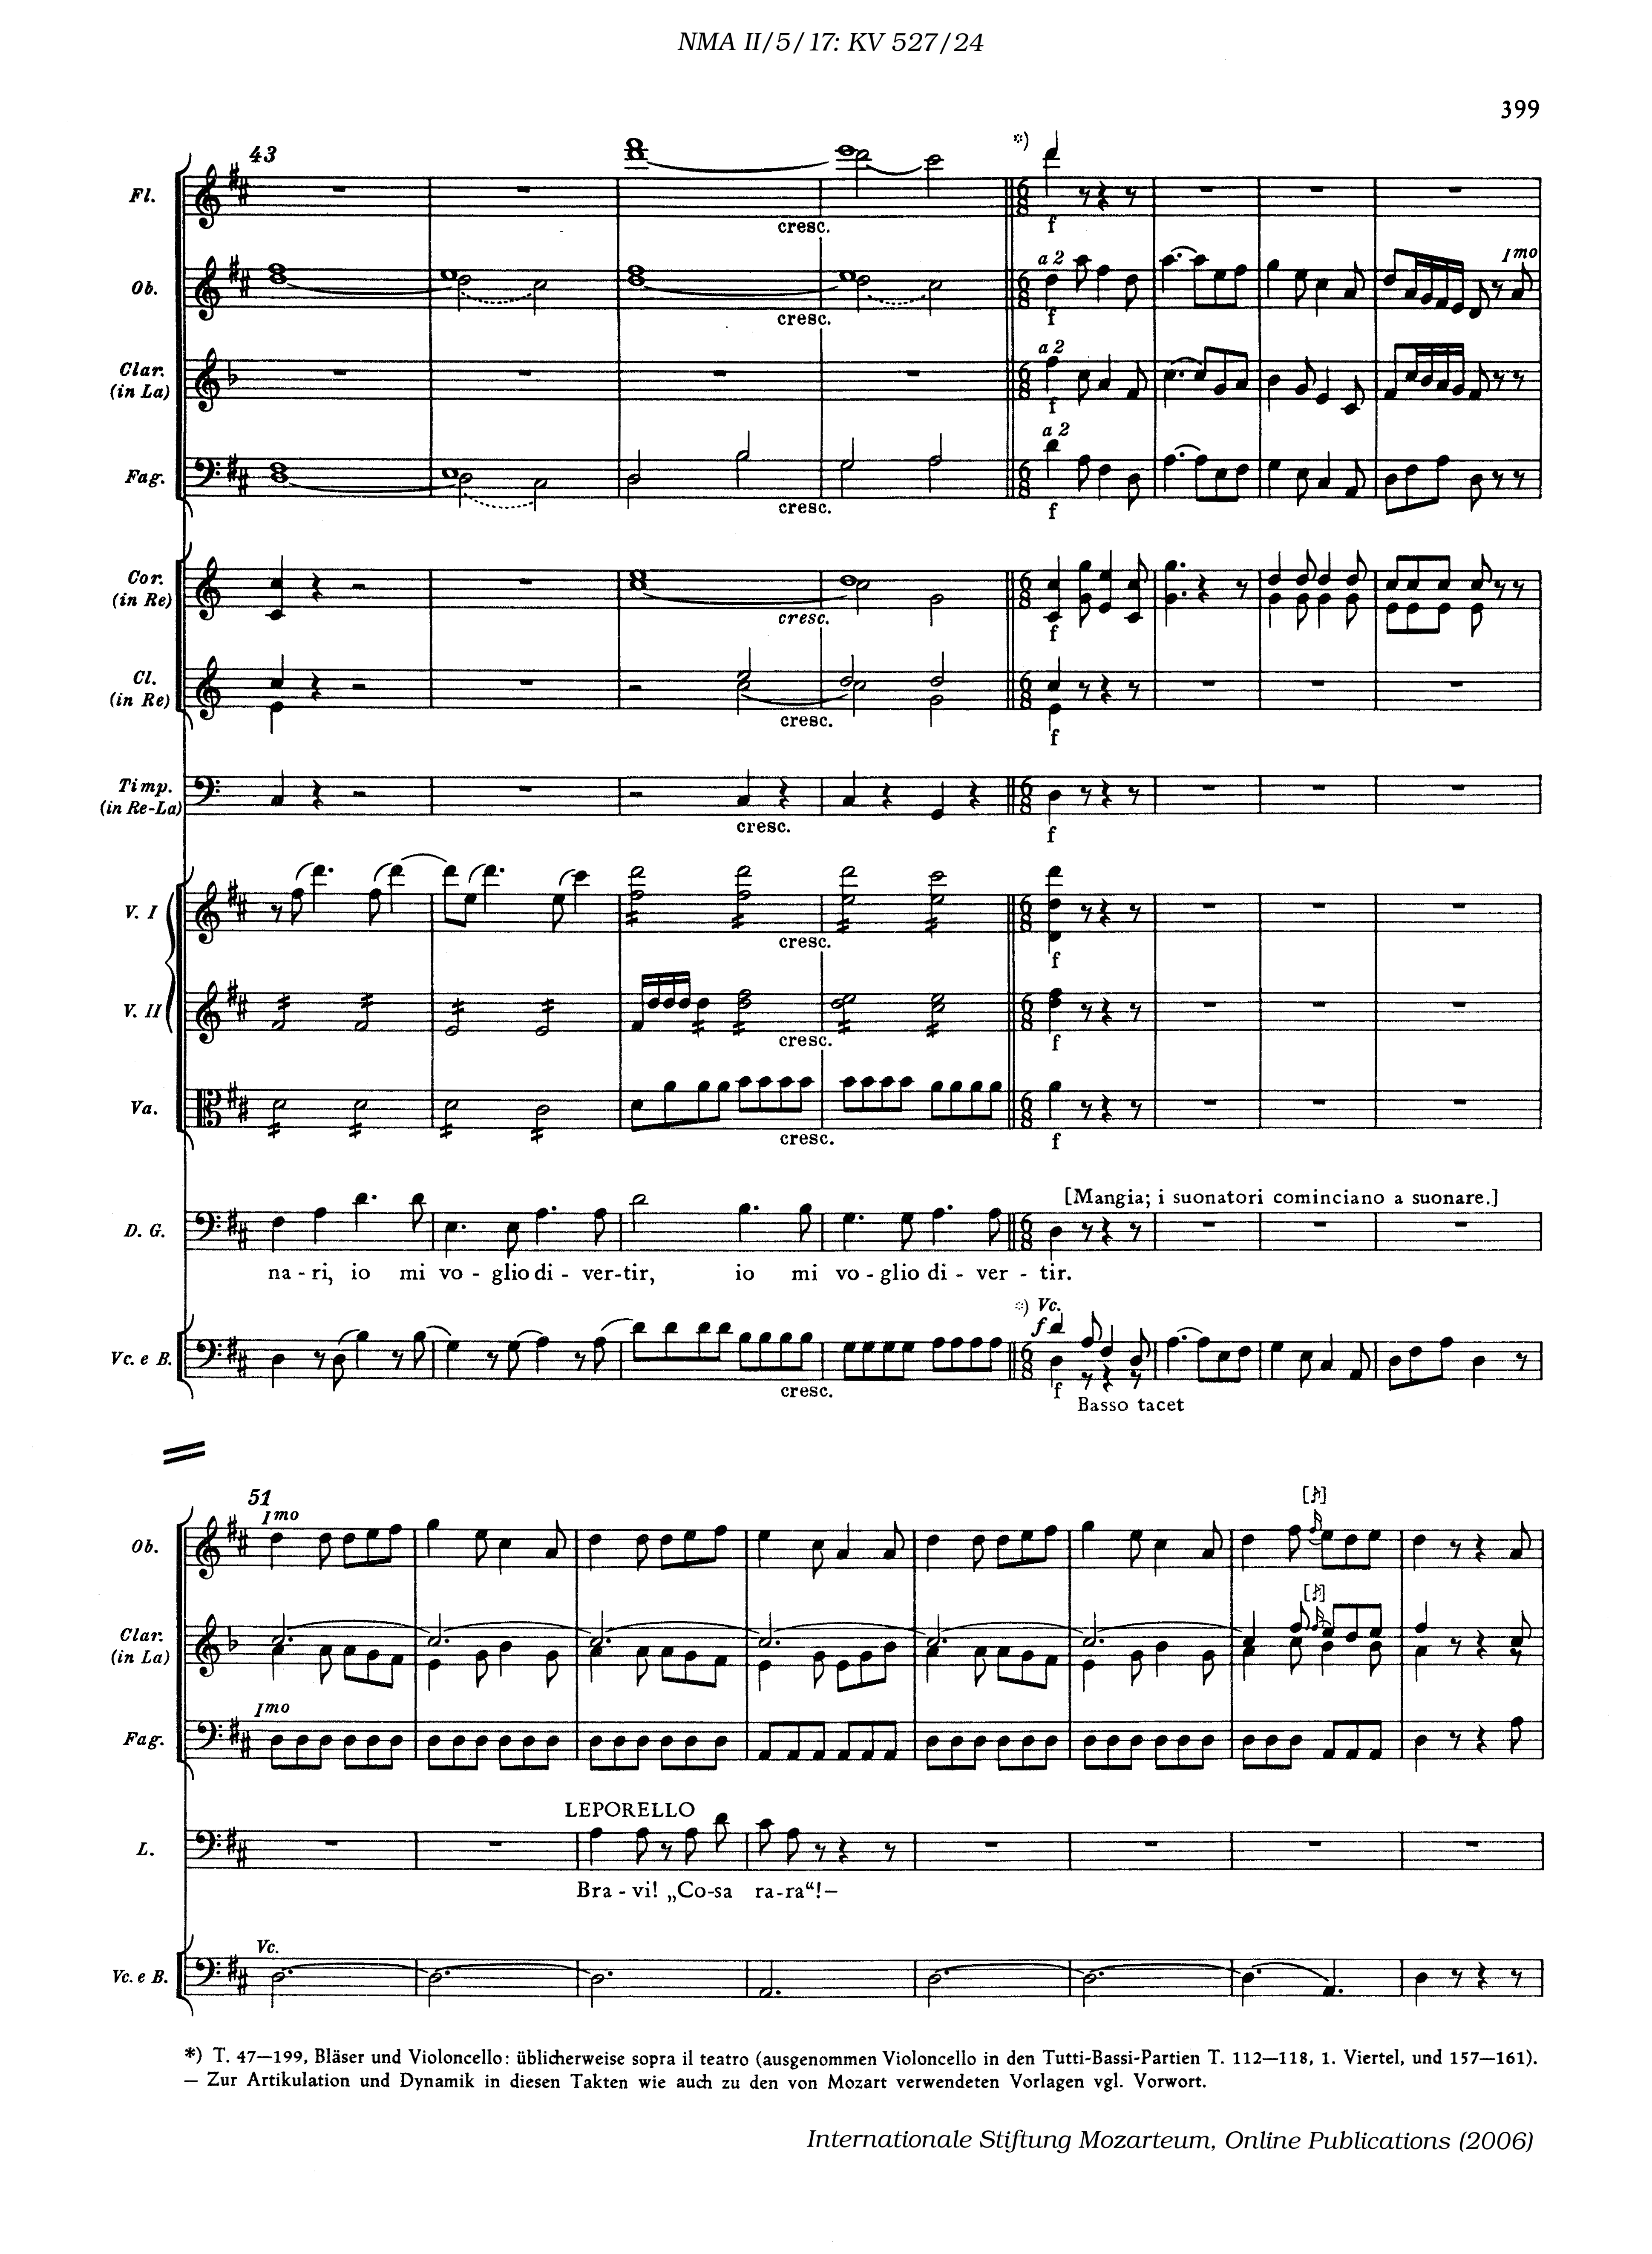 NMA II/5/17: KV 527/24
399
43
*)
Fl.
cresc.
f
a 2
Imo
Ob.
cresc.
f
a 2
Clar.
(in La)
f
a 2
Fag.
cresc.
f
Cor.
(in Re)
cresc.
f
Cl.
(in Re)
cresc.
f
Timp.
(in Re-La)
cresc.
f
V. I
cresc.
f
V. II
cresc.
f
Va.
cresc.
f
[Mangia; i suonatori cominciano a suonare.]
D. G.
na - ri, io mi vo - glio di - ver-tir, io mi vo - glio di - ver - tir.
*) Vc.
f
Vc. e B.
cresc.
f
Basso tacet
51
Imo
Ob.
Clar.
(in La)
Imo
Fag.
LEPORELLO
L.
Bra - vi! „Co-sa ra-ra“!—
Vc.
Vc. e B.
*) T. 47—199, Bläser und Violoncello: üblicherweise sopra il teatro (ausgenommen Violoncello in den Tutti-Bassi-Partien T. 112—118, 1. Viertel, und 157—161).
— Zur Artikulation und Dynamik in diesen Takten wie auch zu den von Mozart verwendeten Vorlagen vgl. Vorwort.
Internationale Stiftung Mozarteum, Online Publications (2006)